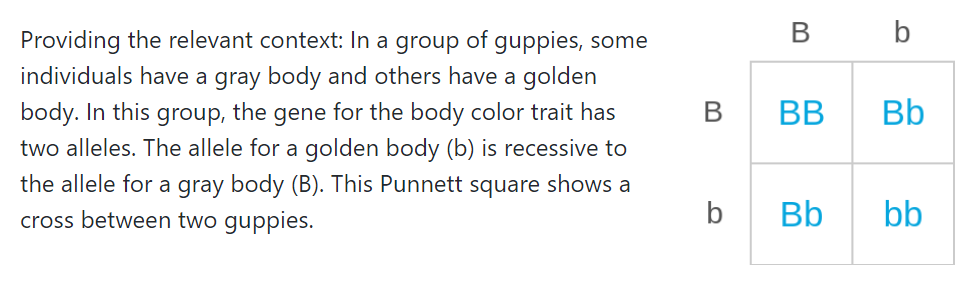 Providing the relevant context: In a group of guppies, some
individuals have a gray body and others have a golden
body. In this group, the gene for the body color trait has
two alleles. The allele for a golden body (b) is recessive to
the allele for a gray body (B). This Punnett square shows a
cross between two guppies.
B b
B BB Bb
b Bb bb